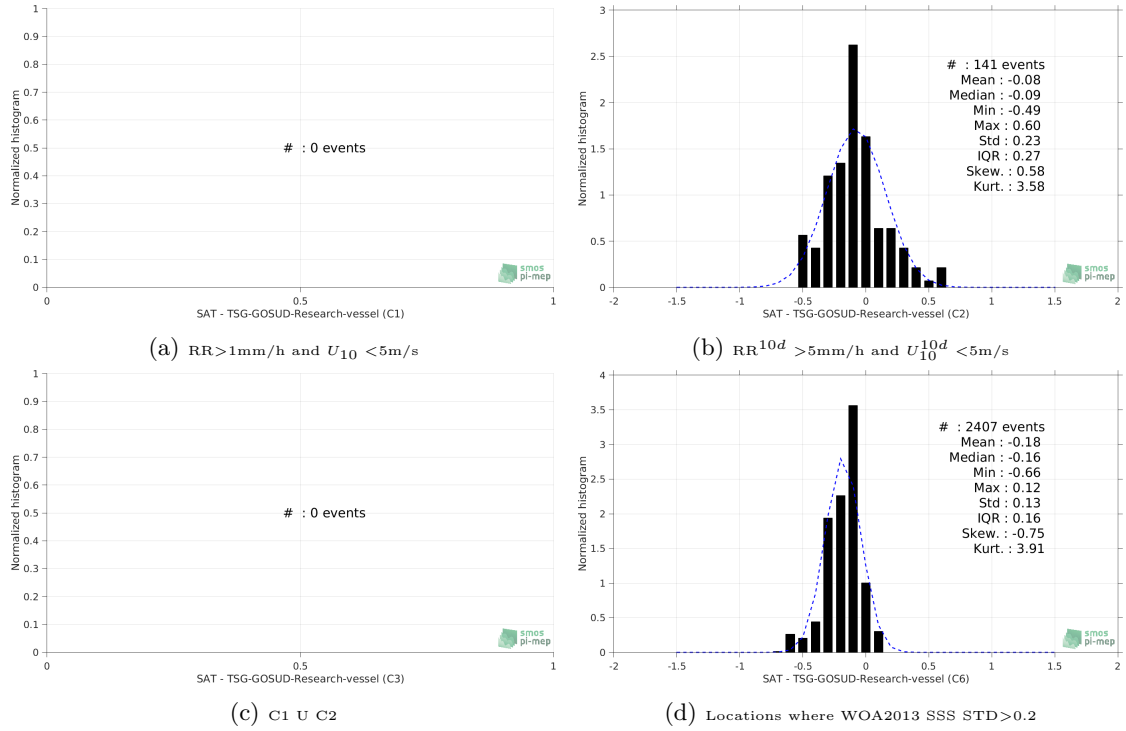 1
0.9
0.8
0.7
0.6
0.5
0.4
0.3
0.2
0.1
0
Normalized histogram
# : 0 events
smos
pi-mep
0 0.5 1
SAT - TSG-GOSUD-Research-vessel (C1)
(a) RR>1mm/h and U10 <5m/s
3
2.5
2
1.5
1
0.5
0
Normalized histogram
# : 141 events
Mean : -0.08
Median : -0.09
Min : -0.49
Max : 0.60
Std : 0.23
IQR : 0.27
Skew. : 0.58
Kurt. : 3.58
smos
pi-mep
-2 -1.5 -1 -0.5 0 0.5 1 1.5 2
SAT - TSG-GOSUD-Research-vessel (C2)
(b) RR10d >5mm/h and U10d10 <5m/s
1
0.9
0.8
0.7
0.6
0.5
0.4
0.3
0.2
0.1
0
Normalized histogram
# : 0 events
smos
pi-mep
0 0.5 1
SAT - TSG-GOSUD-Research-vessel (C3)
(c) C1 U C2
4
3.5
3
2.5
2
1.5
1
0.5
0
Normalized histogram
# : 2407 events
Mean : -0.18
Median : -0.16
Min : -0.66
Max : 0.12
Std : 0.13
IQR : 0.16
Skew. : -0.75
Kurt. : 3.91
smos
pi-mep
-2 -1.5 -1 -0.5 0 0.5 1 1.5 2
SAT - TSG-GOSUD-Research-vessel (C6)
(d) Locations where WOA2013 SSS STD>0.2